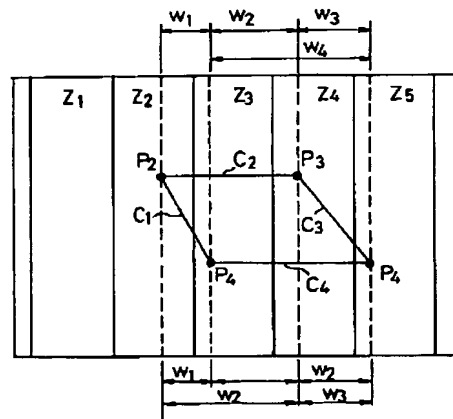 w1 w2 w3
w4
Z1 Z2 Z3 Z4 Z5
P2 C2 P3
C1 C3
P4 C4 P4
w1 w2
w2 w3